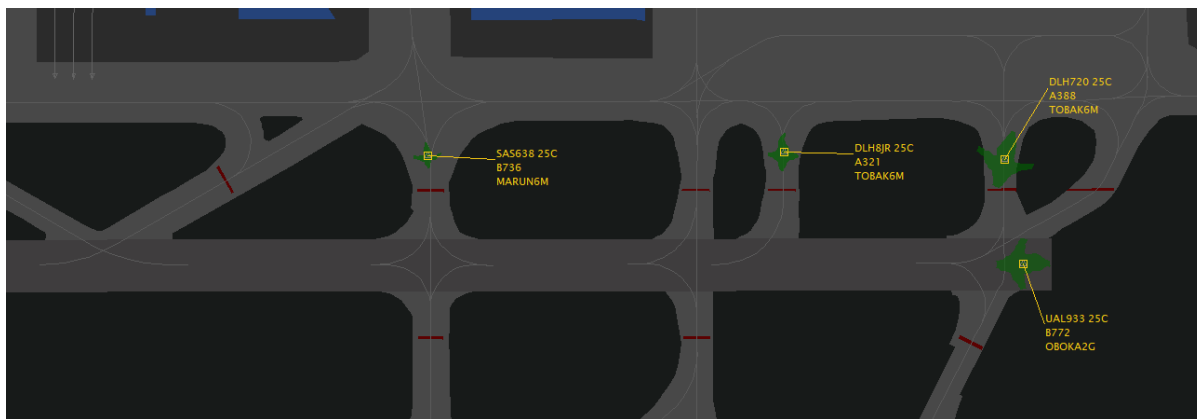 DLH720 25C
A388
TOBAK6M
SAS638 25C
B736
MARUN6M
DLH8JR 25C
A321
TOBAK6M
UAL933 25C
B772
OBOKA2G